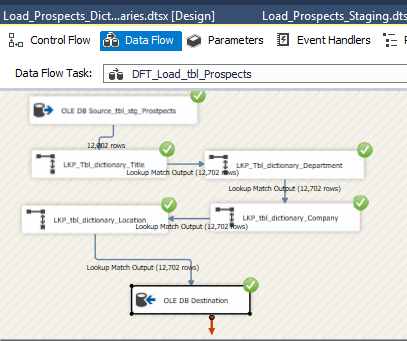 Load_Prospects_Dict...aries.dtsx [Design]
Load_Prospects_Staging.dts
Control Flow
Data Flow
Parameters
Event Handlers
Data Flow Task:
DFT_Load_tbl_Prospects
OLE DB Source_tbl_stg_Prostpects
12,702 rows
LKP_Tbl_dictionary_Title
Lookup Match Output (12,702 rows)
LKP_Tbl_dictionary_Department
Lookup Match Output (12,702 rows)
LKP_tbl_dictionary_Location
Lookup Match Output (12,702 rows)
LKP_tbl_dictionary_Company
Lookup Match Output (12,702 rows)
OLE DB Destination